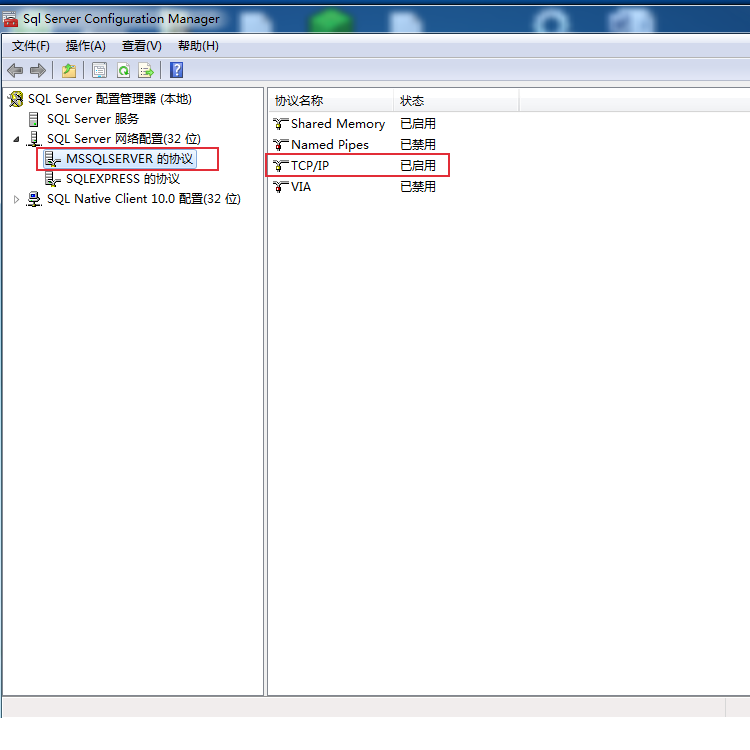 Sql Server Configuration Manager
文件(F) 操作(A) 查看(V) 帮助(H)
SQL Server 配置管理器 (本地)
SQL Server 服务
SQL Server 网络配置(32 位)
MSSQLSERVER 的协议
SQLEXPRESS 的协议
SQL Native Client 10.0 配置(32 位)
协议名称 状态
Shared Memory 已启用
Named Pipes 已禁用
TCP/IP 已启用
VIA 已禁用